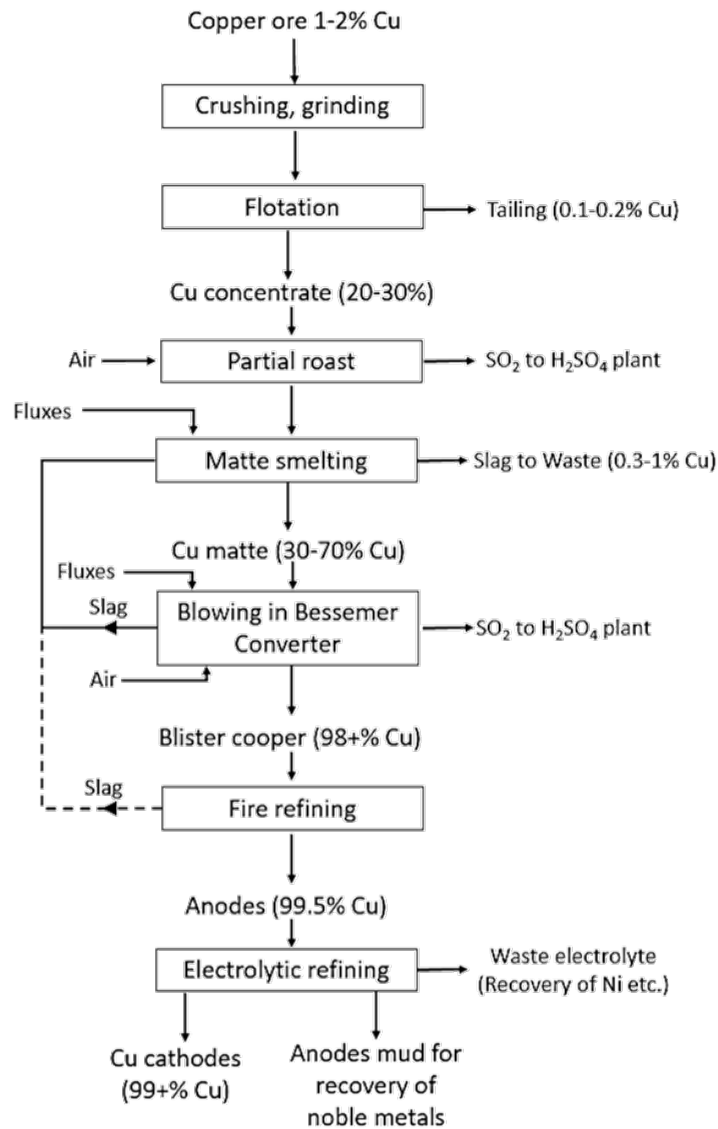 Copper ore 1-2% Cu
Crushing, grinding
Flotation
Tailing (0.1-0.2% Cu)
Cu concentrate (20-30%)
Air
Partial roast
SO₂ to H₂SO₄ plant
Fluxes
Matte smelting
Slag to Waste (0.3-1% Cu)
Cu matte (30-70% Cu)
Fluxes
Slag
Blowing in Bessemer
Converter
SO₂ to H₂SO₄ plant
Air
Blister cooper (98+% Cu)
Slag
Fire refining
Anodes (99.5% Cu)
Electrolytic refining
Waste electrolyte
(Recovery of Ni etc.)
Cu cathodes
(99+% Cu)
Anodes mud for
recovery of
noble metals